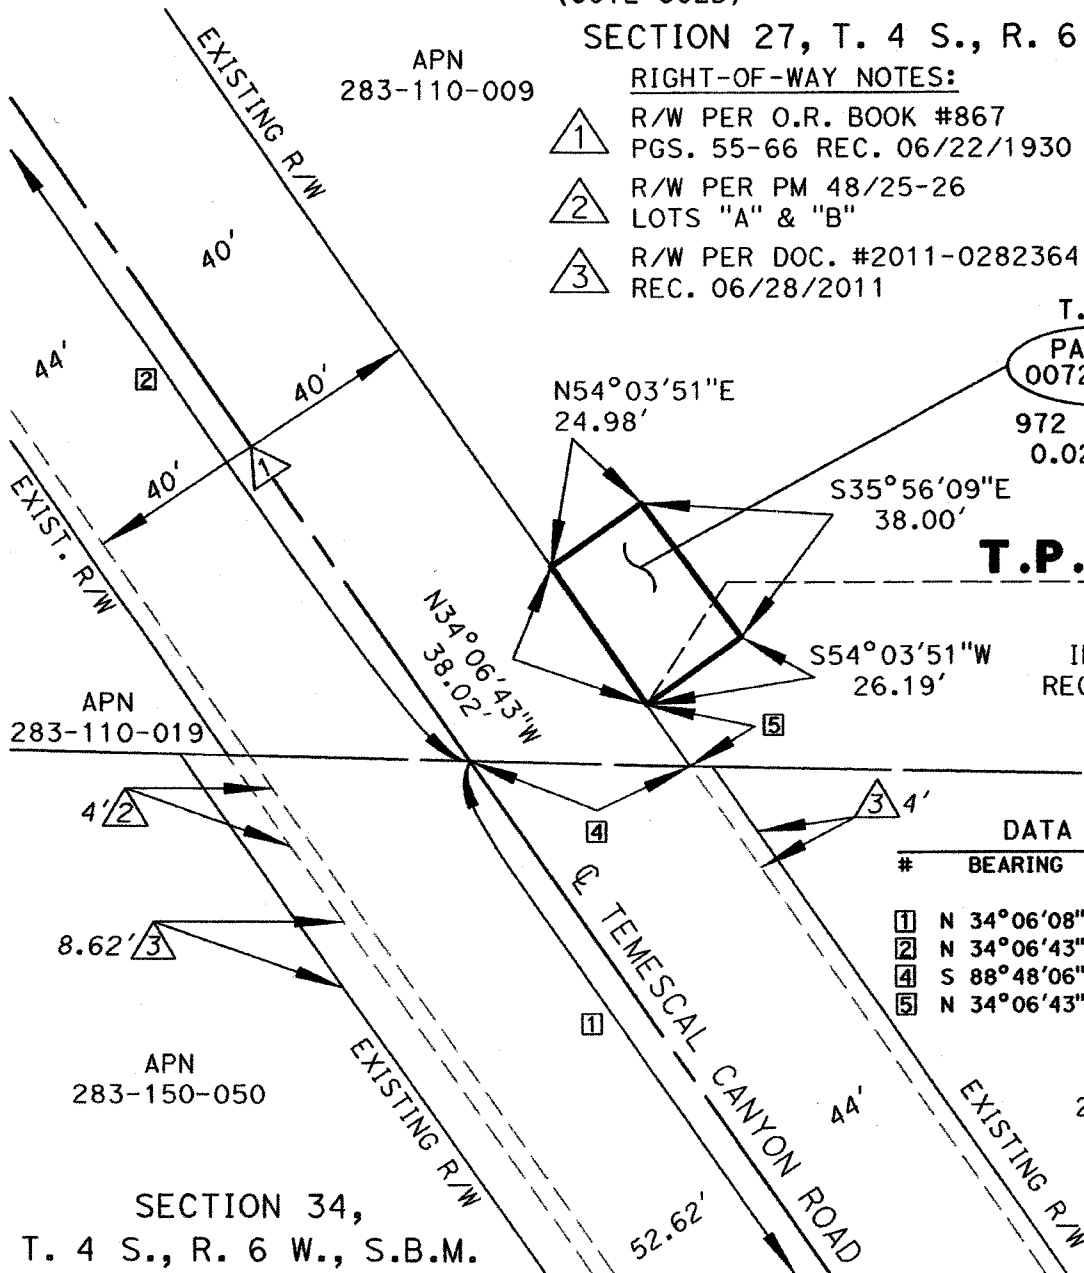 SECTION 27, T. 4 S., R. 6
RIGHT-OF-WAY NOTES:
1 R/W PER O.R. BOOK #867
PGS. 55-66 REC. 06/22/1930
2 R/W PER PM 48/25-26
LOTS "A" & "B"
3 R/W PER DOC. #2011-0282364
REC. 06/28/2011
APN
283-110-009
EXISTING R/W
40'
44'
2
40'
40'
1
EXIST. R/W
N54°03'51"E
24.98'
T.
PA
0072
972
0.02
S35°56'09"E
38.00'
T.P.
N34°06'43"W
38.02'
S54°03'51"W
26.19'
REC
5
APN
283-110-019
4' 2
4
3 4'
8.62' 3
DATA
# BEARING
1 N 34°06'08"
2 N 34°06'43"
4 S 88°48'06"
5 N 34°06'43"
℄ TEMESCAL CANYON ROAD
1
APN
283-150-050
EXISTING R/W
44'
EXISTING R/W
52.62'
SECTION 34,
T. 4 S., R. 6 W., S.B.M.